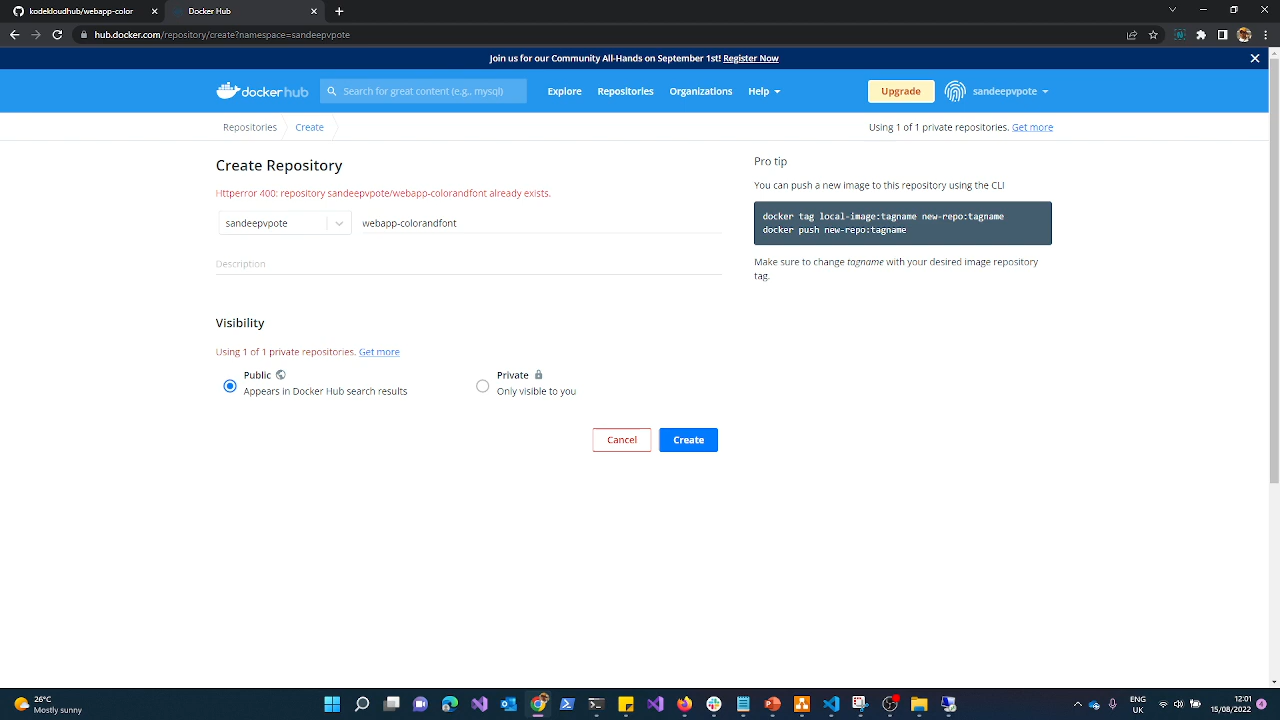 kodekloudhub/webapp-color
Docker Hub
hub.docker.com/repository/create?namespace=sandeepvpote
Join us for our Community All-Hands on September 1st! Register Now
docker hub
Search for great content (e.g., mysql)
Explore
Repositories
Organizations
Help
Upgrade
sandeepvpote
Repositories
Create
Using 1 of 1 private repositories. Get more
Create Repository
Httperror 400: repository sandeepvpote/webapp-colorandfont already exists.
sandeepvpote
webapp-colorandfont
Description
Visibility
Using 1 of 1 private repositories. Get more
Public
Appears in Docker Hub search results
Private
Only visible to you
Cancel
Create
Pro tip
You can push a new image to this repository using the CLI
docker tag local-image:tagname new-repo:tagname
docker push new-repo:tagname
Make sure to change tagname with your desired image repository
tag.
26°C
Mostly sunny
ENG
UK
12:01
15/08/2022